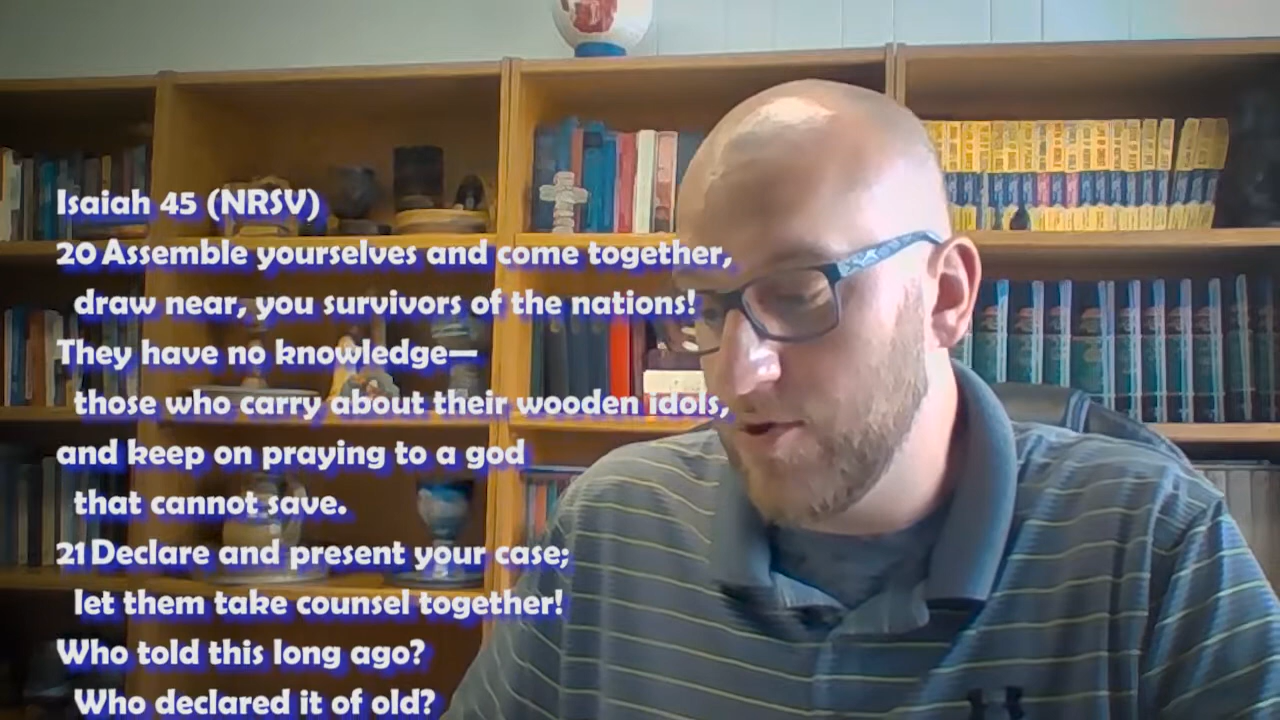 Isaiah 45 (NRSV)
20 Assemble yourselves and come together,
draw near, you survivors of the nations!
They have no knowledge—
those who carry about their wooden idols,
and keep on praying to a god
that cannot save.
21 Declare and present your case;
let them take counsel together!
Who told this long ago?
Who declared it of old?